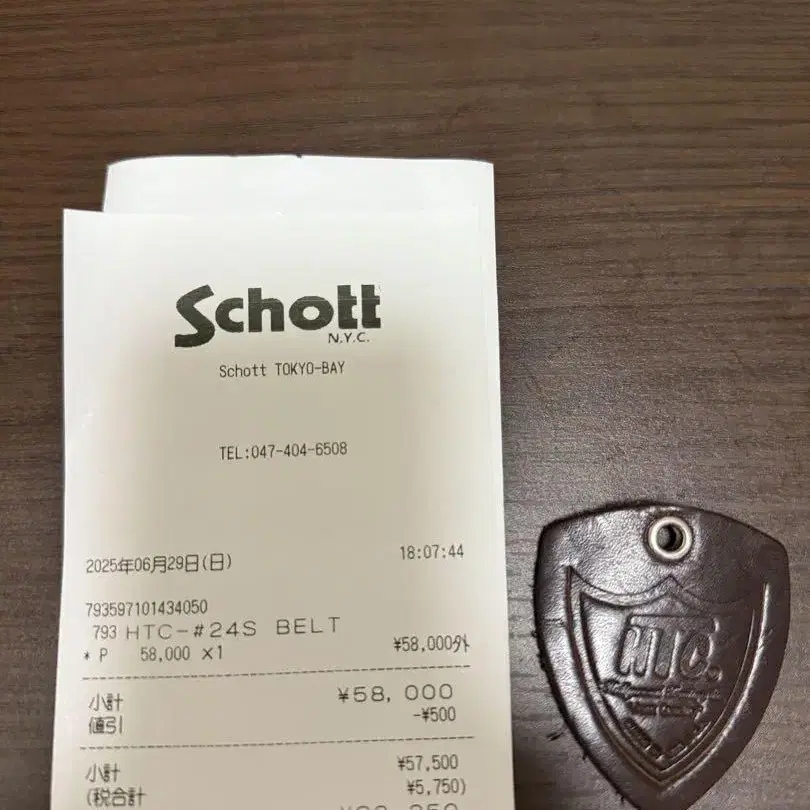 Schott
N.Y.C.
Schott TOKYO-BAY
TEL:047-404-6508
2025年06月29日(日) 18:07:44
793597101434050
793 HTC-#24S BELT
* P 58,000 X1 ¥58,000外
小計 ¥58,000
値引 -¥500
小計 ¥57,500
(税合計 ¥5,750)
HTC.